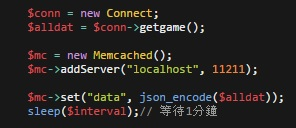 $conn = new Connect;
$alldat = $conn->getgame();
$mc = new Memcached();
$mc->addServer("localhost", 11211);
$mc->set("data", json_encode($alldat));
sleep($interval);// 等待1分鐘